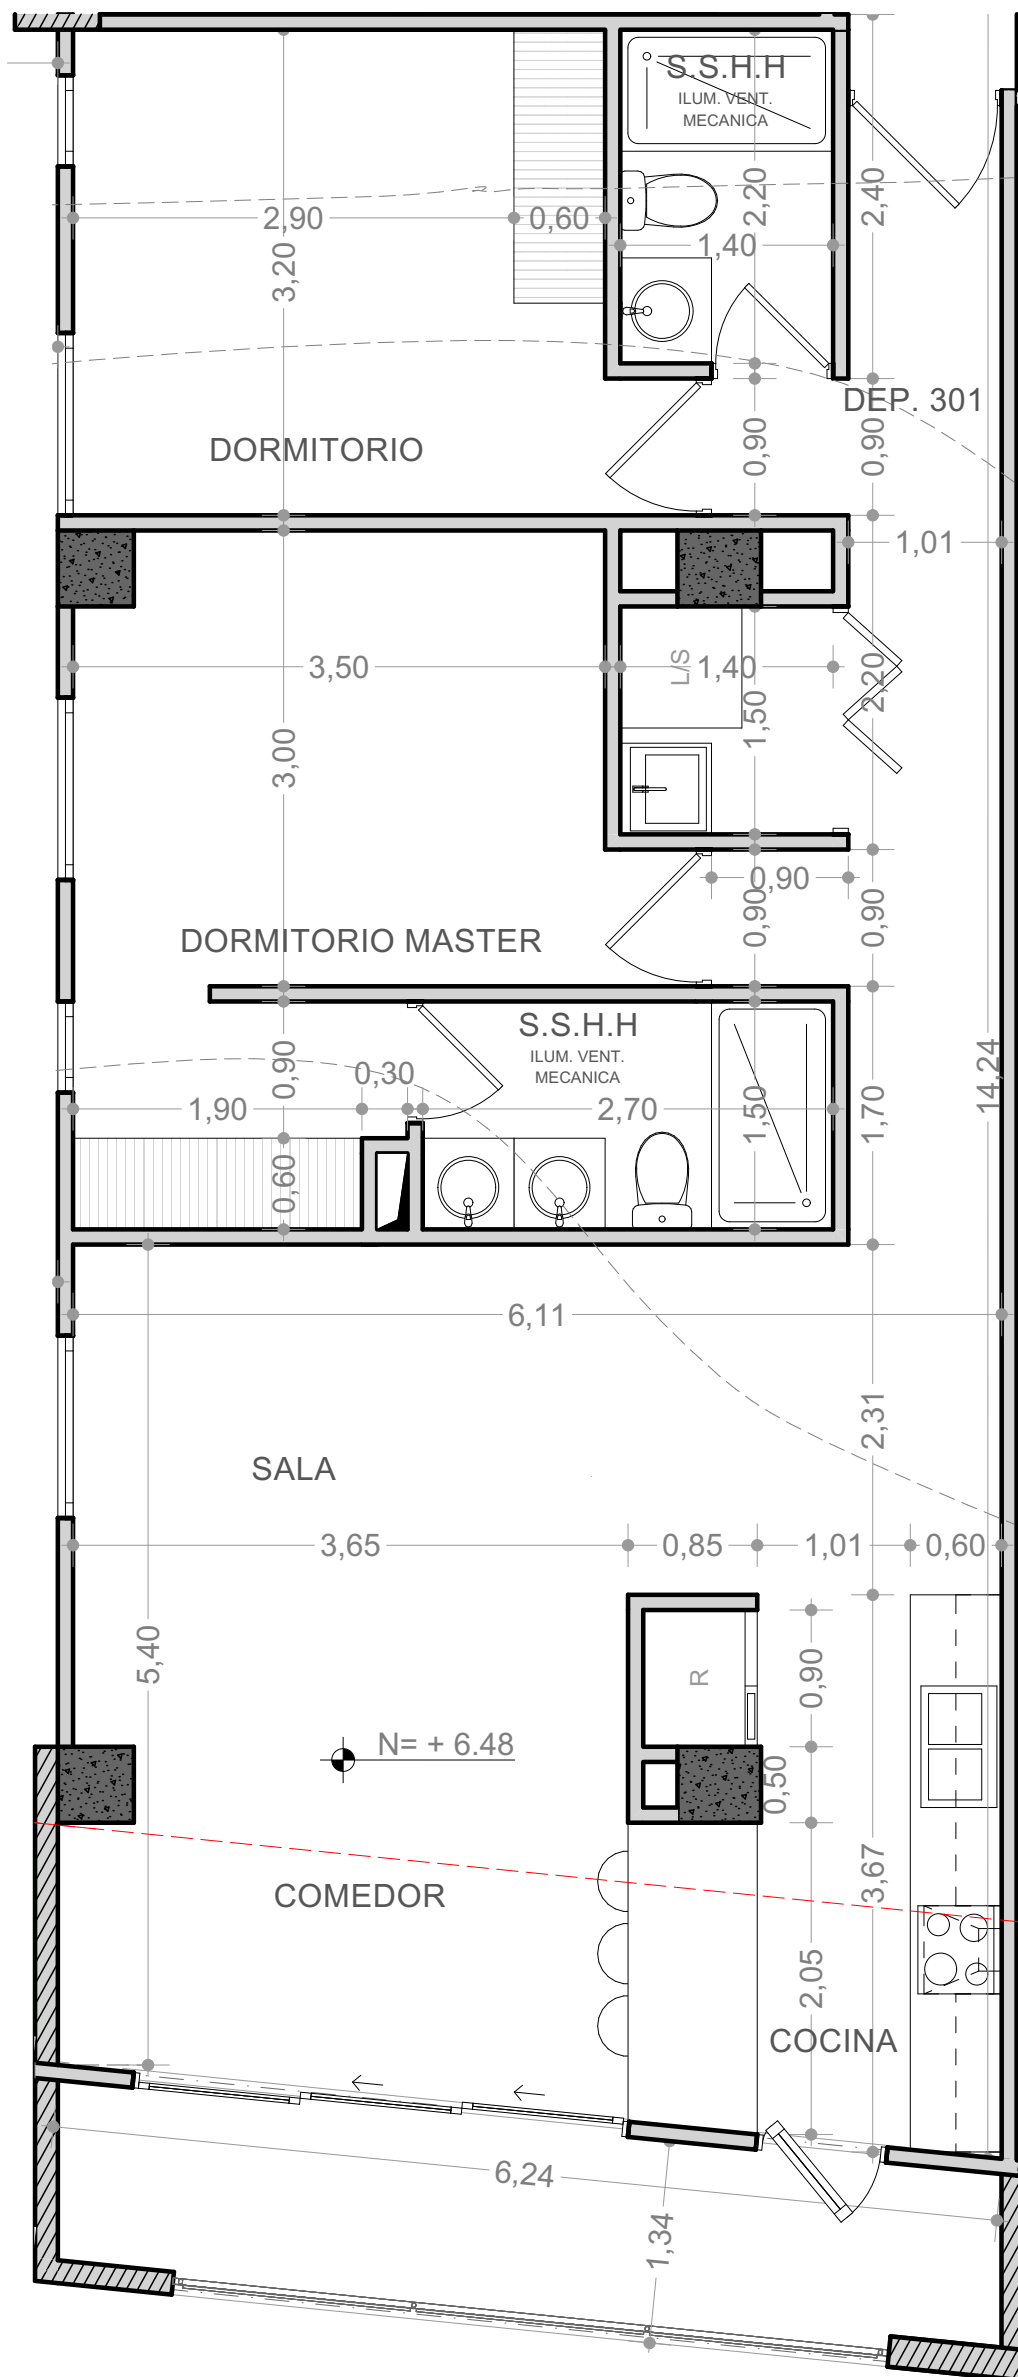 S.S.H.H
ILUM. VENT.
MECANICA
2,90
0,60
3,20
2,20
2,40
1,40
DEP. 301
DORMITORIO
0,90
0,90
1,01
3,50
L/S
1,40
2,20
1,50
3,00
0,90
0,90
0,90
DORMITORIO MASTER
S.S.H.H
ILUM. VENT.
MECANICA
0,90
0,30
14,24
1,90
2,70
1,50
1,70
0,60
6,11
2,31
SALA
3,65
0,85
1,01
0,60
5,40
R
0,90
N= + 6.48
0,50
COMEDOR
3,67
2,05
COCINA
6,24
1,34